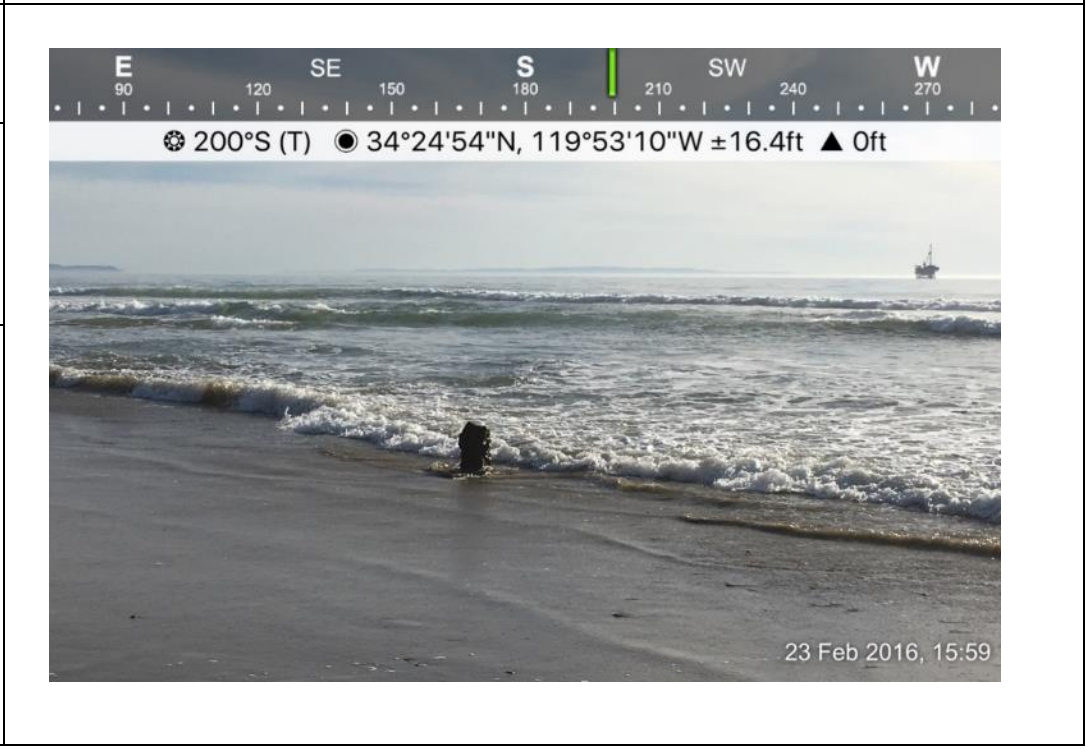 E SE S SW W
90 120 150 180 210 240 270
200°S (T) 34°24'54"N, 119°53'10"W ±16.4ft ▲ 0ft
23 Feb 2016, 15:59